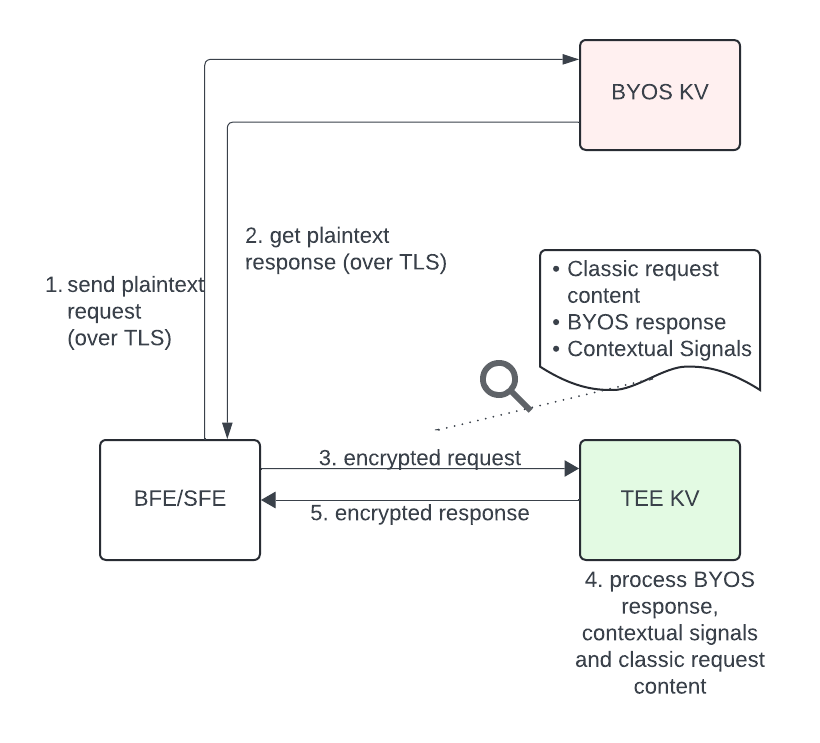 BYOS KV
2. get plaintext
response (over TLS)
1. send plaintext
request
(over TLS)
• Classic request
content
• BYOS response
• Contextual Signals
3. encrypted request
BFE/SFE
TEE KV
5. encrypted response
4. process BYOS
response,
contextual signals
and classic request
content